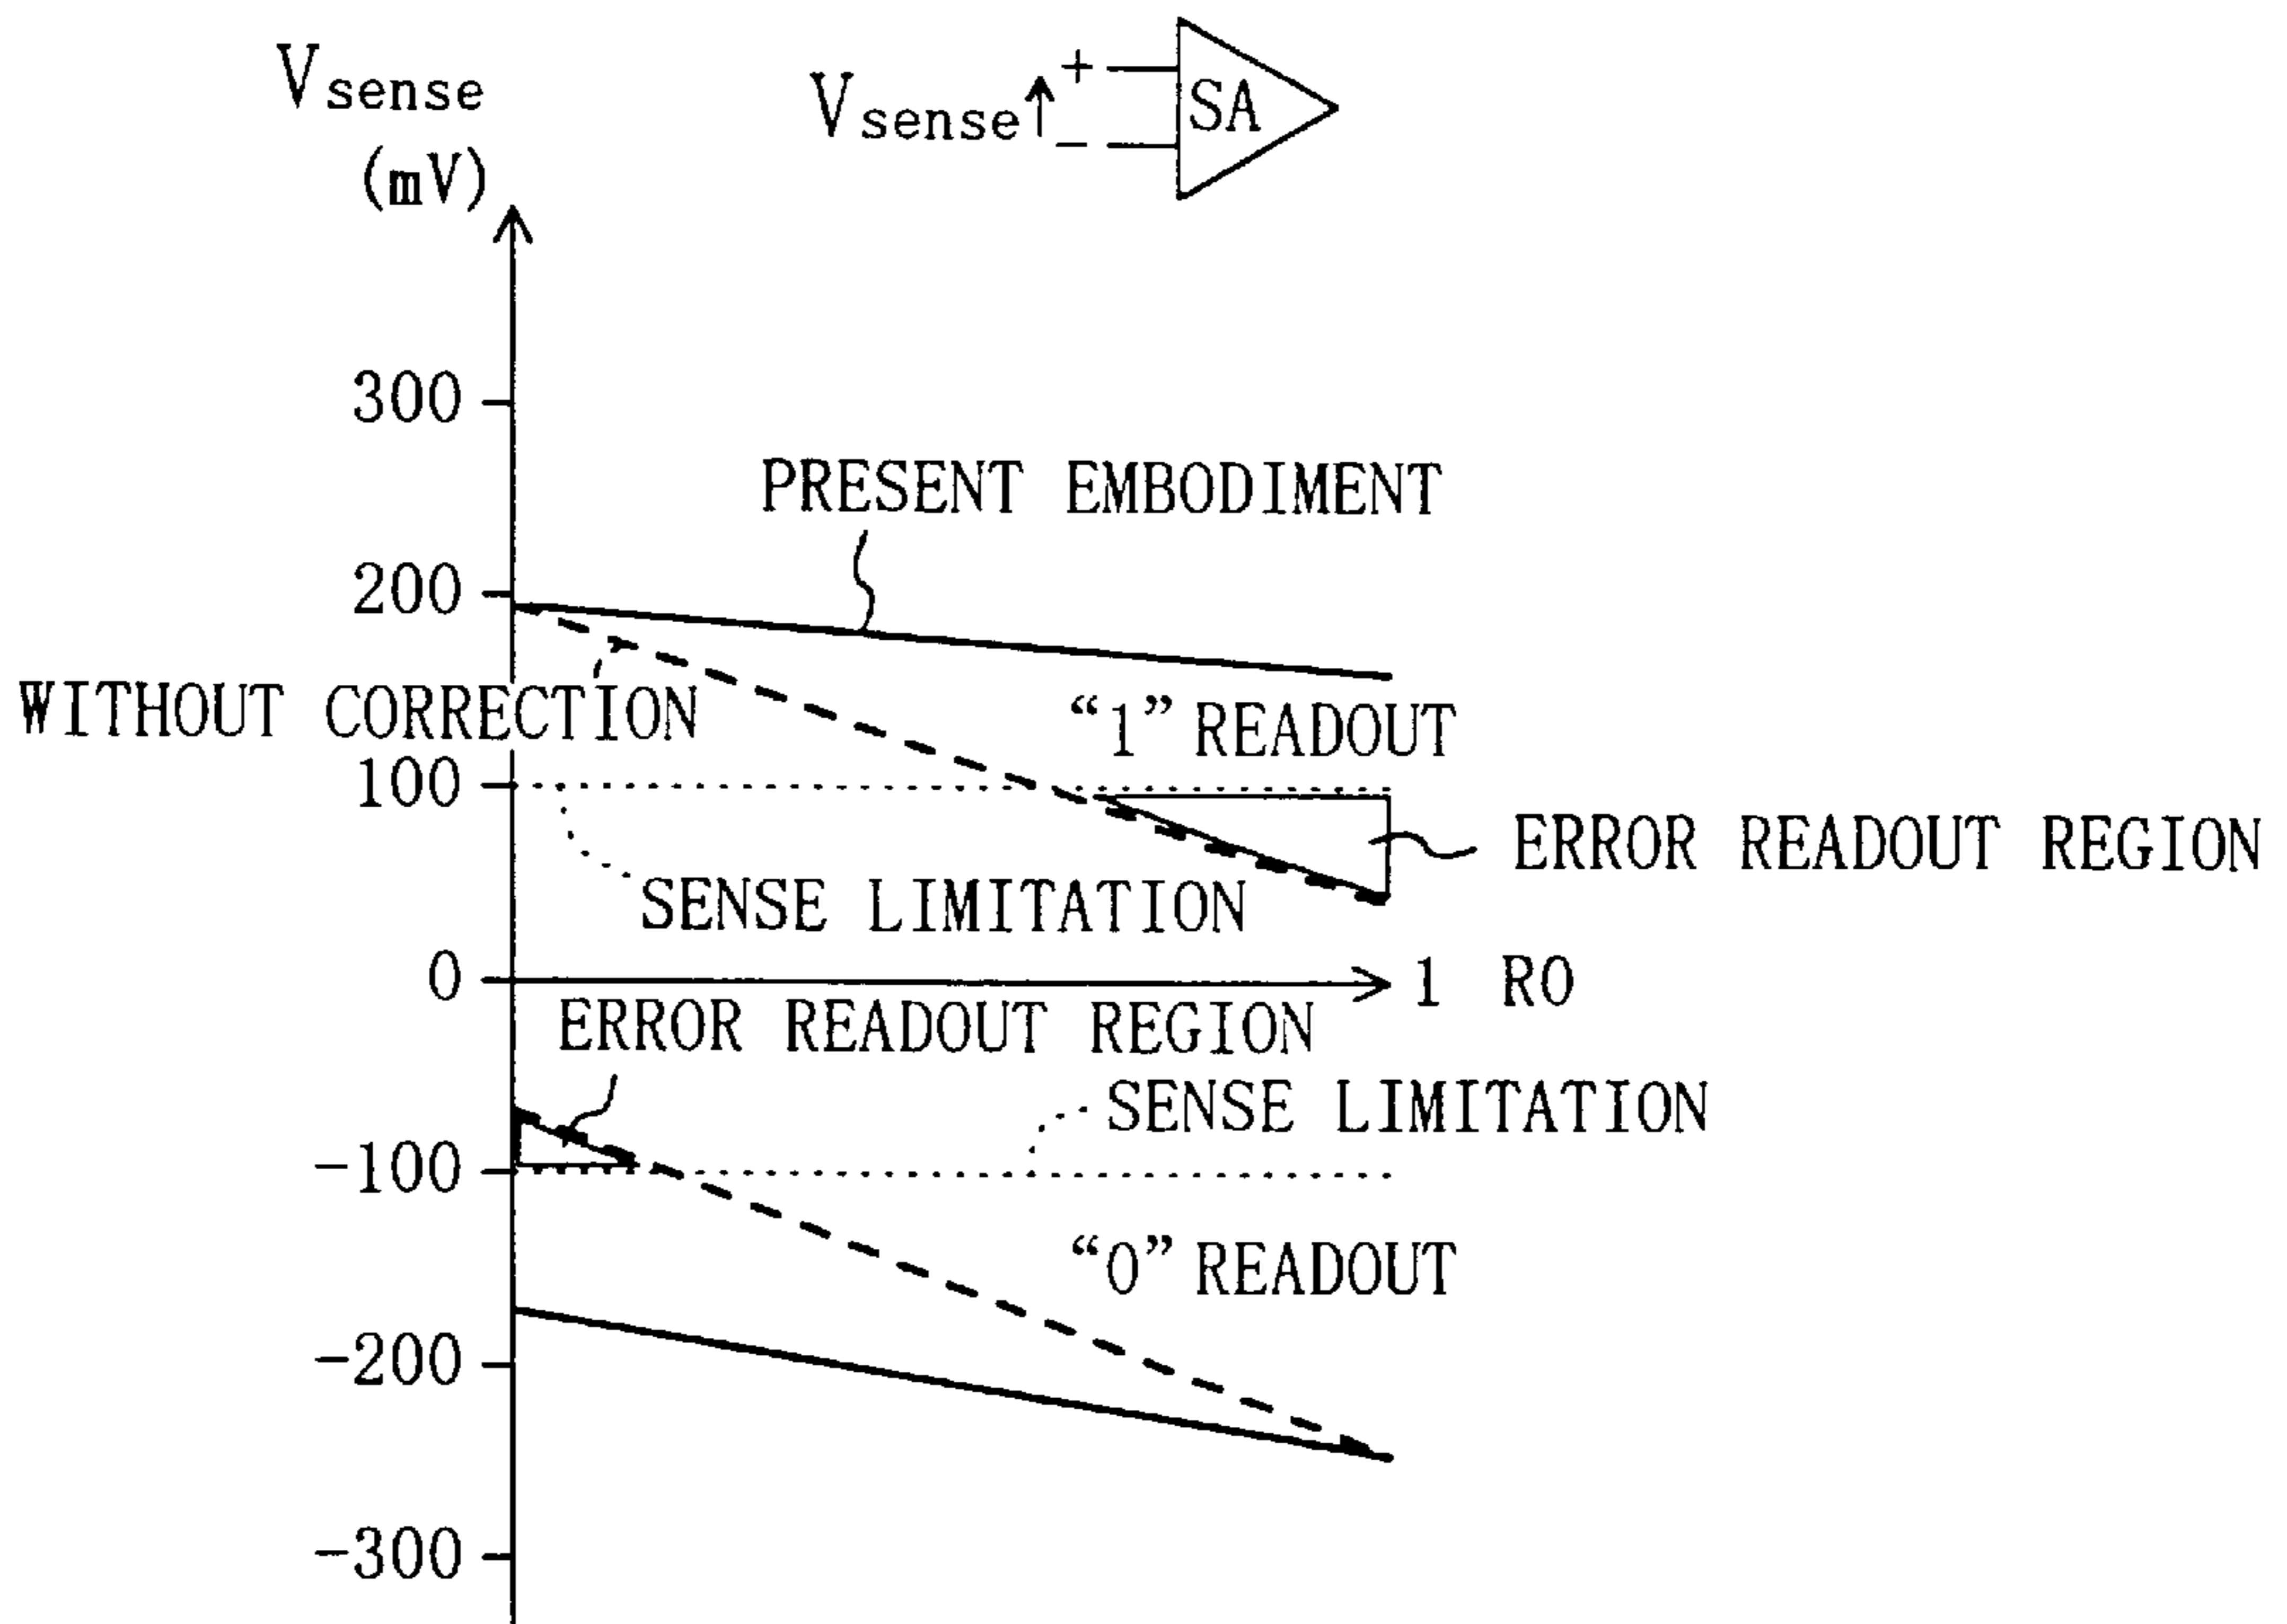 Vsense
(mV)
Vsense
+
-
SA
300
PRESENT EMBODIMENT
200
WITHOUT CORRECTION
“1” READOUT
100
ERROR READOUT REGION
SENSE LIMITATION
0
1 RO
ERROR READOUT REGION
SENSE LIMITATION
-100
“0” READOUT
-200
-300